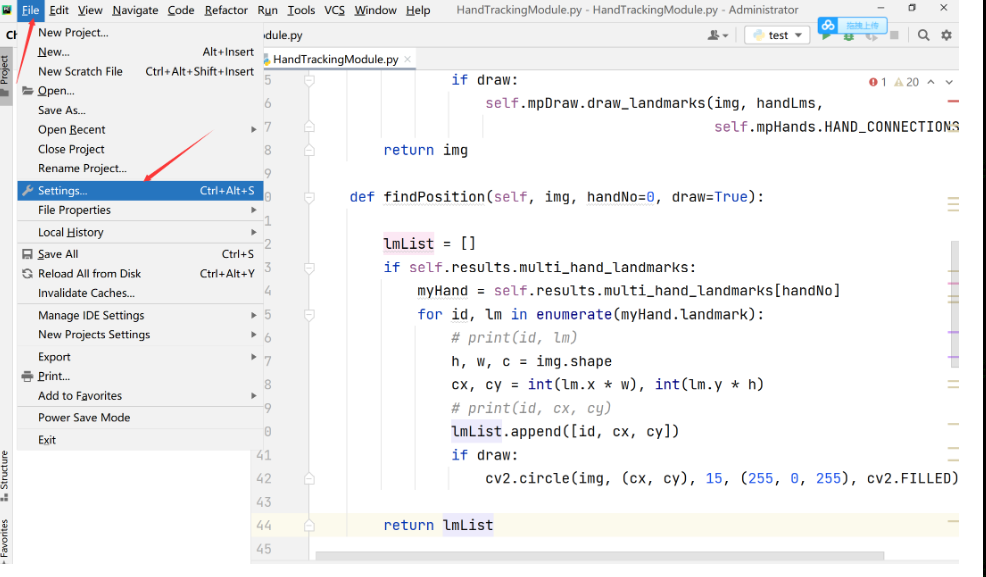 File Edit View Navigate Code Refactor Run Tools VCS Window Help HandTrackingModule.py - HandTrackingModule.py - Administrator
New Project... dule.py 拖拽上传 test
New... Alt+Insert
New Scratch File Ctrl+Alt+Shift+Insert HandTrackingModule.py
Project
Open... 5 if draw: 1 20
Save As... 6 self.mpDraw.draw_landmarks(img, handLms,
Open Recent 7 self.mpHands.HAND_CONNECTIONS
Close Project 8 return img
Rename Project... 9
Settings... Ctrl+Alt+S 0 def findPosition(self, img, handNo=0, draw=True):
File Properties 1
Local History 2 lmList = []
Save All Ctrl+S 3 if self.results.multi_hand_landmarks:
Reload All from Disk Ctrl+Alt+Y
Invalidate Caches... 4 myHand = self.results.multi_hand_landmarks[handNo]
Manage IDE Settings 5 for id, lm in enumerate(myHand.landmark):
New Projects Settings 6 # print(id, lm)
Export 7 h, w, c = img.shape
Print... 8 cx, cy = int(lm.x * w), int(lm.y * h)
Add to Favorites 9 # print(id, cx, cy)
Power Save Mode
Exit 0 lmList.append([id, cx, cy])
41 if draw:
Structure
42 cv2.circle(img, (cx, cy), 15, (255, 0, 255), cv2.FILLED)
43
44 return lmList
Favorites
45